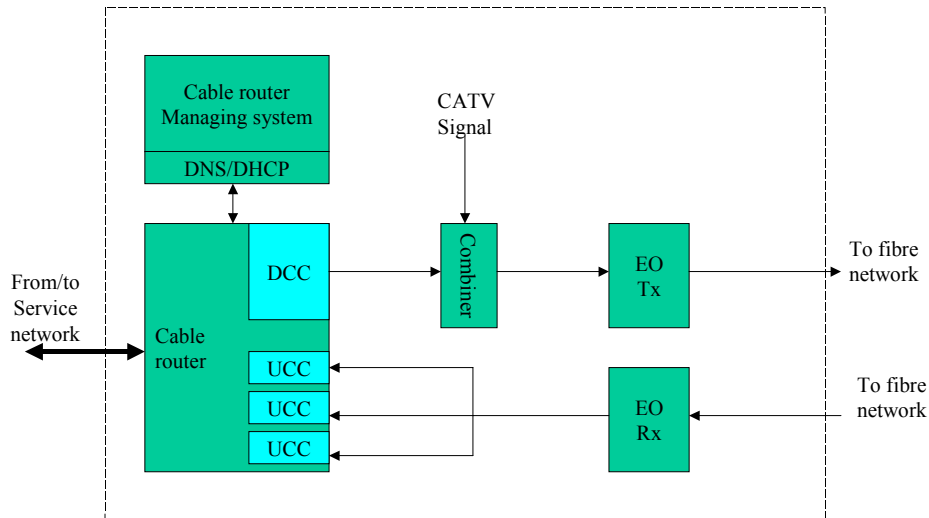 Cable router
Managing system
DNS/DHCP
CATV
Signal
DCC
Combiner
EO
Tx
To fibre
network
From/to
Service
network
Cable
router
UCC
UCC
UCC
EO
Rx
To fibre
network